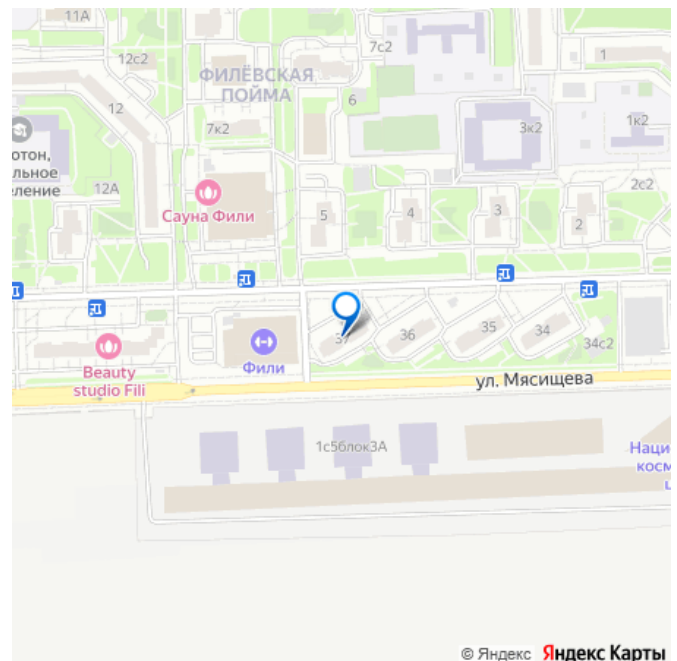 11А
7с2
12с2
1
ФИЛЁВСКАЯ
ПОЙМА
12
6
7к2
3к2
1к2
отон,
льное
еление
12А
Сауна Фили
5
4
3
2
2с2
37
36
35
34
34с2
Beauty
studio Fili
Фили
ул. Мясищева
1с5блок3А
Наци
косм
ц
© Яндекс Яндекс Карты